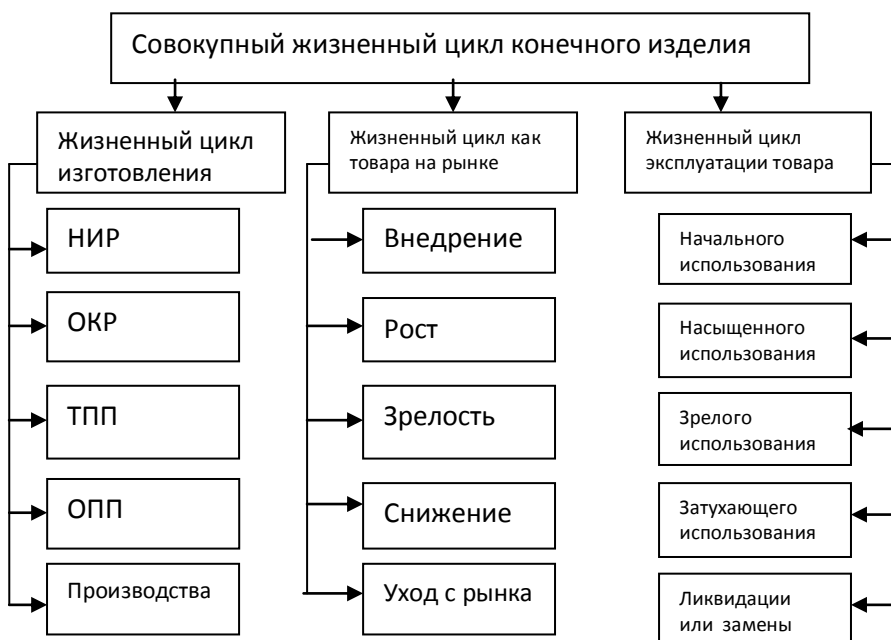 Совокупный жизненный цикл конечного изделия
Жизненный цикл
изготовления
НИР
ОКР
ТПП
ОПП
Производства
Жизненный цикл как
товара на рынке
Внедрение
Рост
Зрелость
Снижение
Уход с рынка
Жизненный цикл
эксплуатации товара
Начального
использования
Насыщенного
использования
Зрелого
использования
Затухающего
использования
Ликвидации
или замены